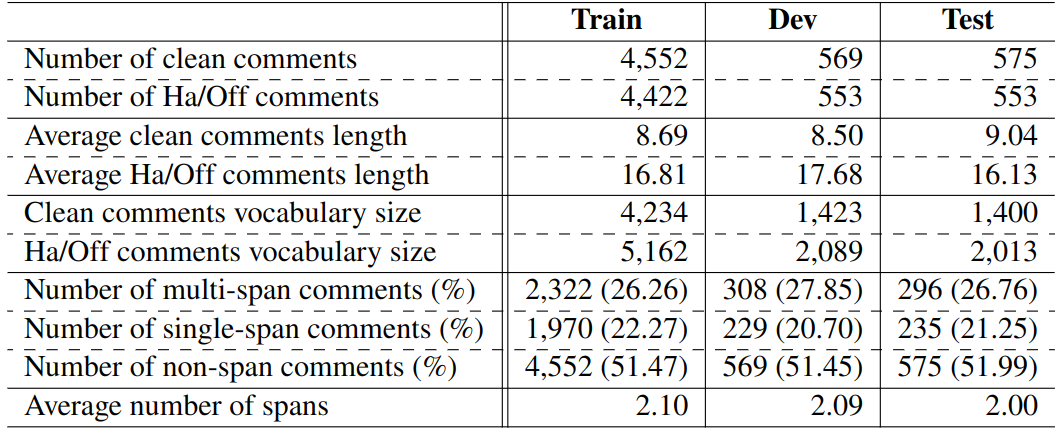 Train Dev Test
Number of clean comments 4,552 569 575
Number of Ha/Off comments 4,422 553 553
Average clean comments length 8.69 8.50 9.04
Average Ha/Off comments length 16.81 17.68 16.13
Clean comments vocabulary size 4,234 1,423 1,400
Ha/Off comments vocabulary size 5,162 2,089 2,013
Number of multi-span comments (%) 2,322 (26.26) 308 (27.85) 296 (26.76)
Number of single-span comments (%) 1,970 (22.27) 229 (20.70) 235 (21.25)
Number of non-span comments (%) 4,552 (51.47) 569 (51.45) 575 (51.99)
Average number of spans 2.10 2.09 2.00